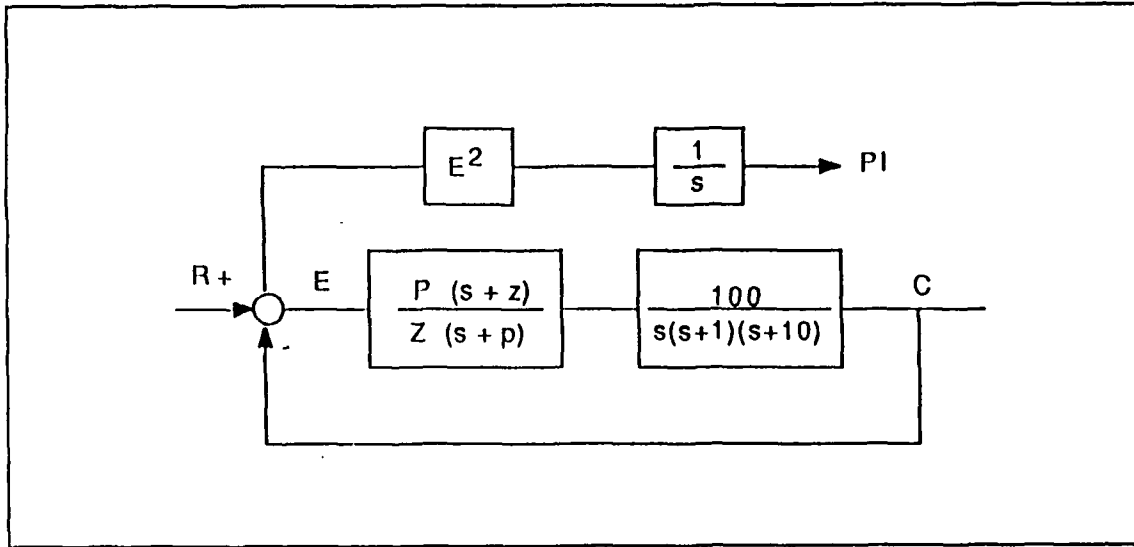 E²
1
s
PI
R +
E
P (s + z)
Z (s + p)
100
s(s+1)(s+10)
C
-